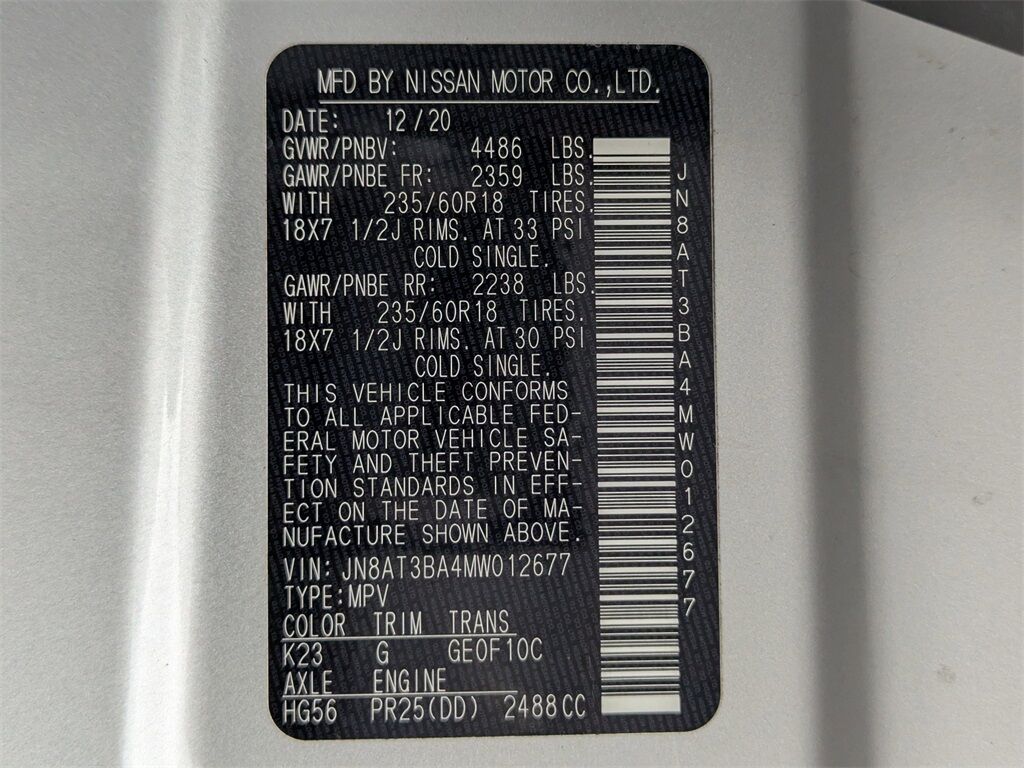 MFD BY NISSAN MOTOR CO.,LTD.
DATE: 12/20
GVWR/PNBV: 4486 LBS.
GAWR/PNBE FR: 2359 LBS.
WITH 235/60R18 TIRES.
18X7 1/2J RIMS. AT 33 PSI
COLD SINGLE.
GAWR/PNBE RR: 2238 LBS.
WITH 235/60R18 TIRES.
18X7 1/2J RIMS. AT 30 PSI
COLD SINGLE.
THIS VEHICLE CONFORMS
TO ALL APPLICABLE FED-
ERAL MOTOR VEHICLE SA-
FETY AND THEFT PREVEN-
TION STANDARDS IN EFF-
ECT ON THE DATE OF MA-
NUFACTURE SHOWN ABOVE.
VIN: JN8AT3BA4MW012677
TYPE:MPV
COLOR TRIM TRANS
K23 G GE0F10C
AXLE ENGINE
HG56 PR25(DD) 2488CC
JN8AT3BA4MW012677